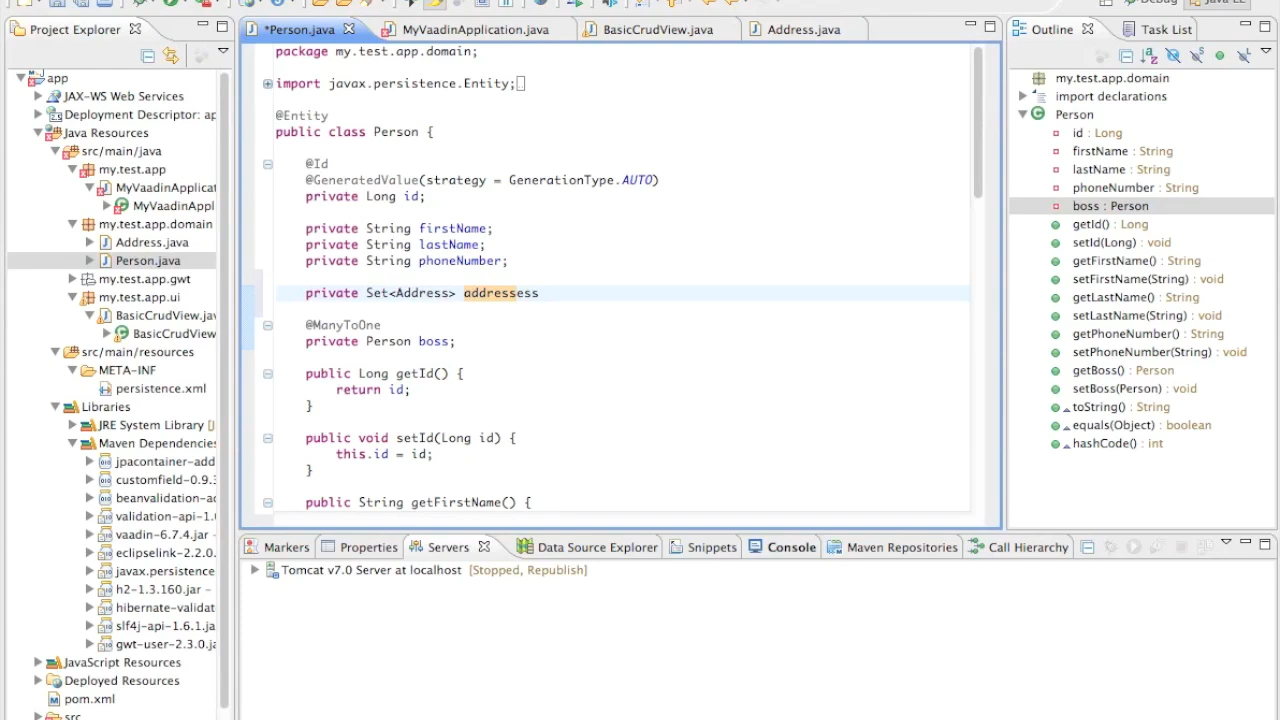 Debug
Java EE
Project Explorer
app
JAX-WS Web Services
Deployment Descriptor: ap
Java Resources
src/main/java
my.test.app
MyVaadinApplicat
MyVaadinAppl
my.test.app.domain
Address.java
Person.java
my.test.app.gwt
my.test.app.ui
BasicCrudView.jav
BasicCrudView
src/main/resources
META-INF
persistence.xml
Libraries
JRE System Library [J
Maven Dependencies
jpacontainer-add
customfield-0.9.3
beanvalidation-ac
validation-api-1.0
vaadin-6.7.4.jar -
eclipselink-2.2.0.
javax.persistence
h2-1.3.160.jar -
hibernate-validat
slf4j-api-1.6.1.ja
gwt-user-2.3.0.ja
JavaScript Resources
Deployed Resources
pom.xml
src
*Person.java
MyVaadinApplication.java
BasicCrudView.java
Address.java
package my.test.app.domain;
import javax.persistence.Entity;
@Entity
public class Person {
@Id
@GeneratedValue(strategy = GenerationType.AUTO)
private Long id;
private String firstName;
private String lastName;
private String phoneNumber;
private Set<Address> addressess
@ManyToOne
private Person boss;
public Long getId() {
return id;
}
public void setId(Long id) {
this.id = id;
}
public String getFirstName() {
Outline
Task List
my.test.app.domain
import declarations
Person
id : Long
firstName : String
lastName : String
phoneNumber : String
boss : Person
getId() : Long
setId(Long) : void
getFirstName() : String
setFirstName(String) : void
getLastName() : String
setLastName(String) : void
getPhoneNumber() : String
setPhoneNumber(String) : void
getBoss() : Person
setBoss(Person) : void
toString() : String
equals(Object) : boolean
hashCode() : int
Markers
Properties
Servers
Data Source Explorer
Snippets
Console
Maven Repositories
Call Hierarchy
Tomcat v7.0 Server at localhost [Stopped, Republish]